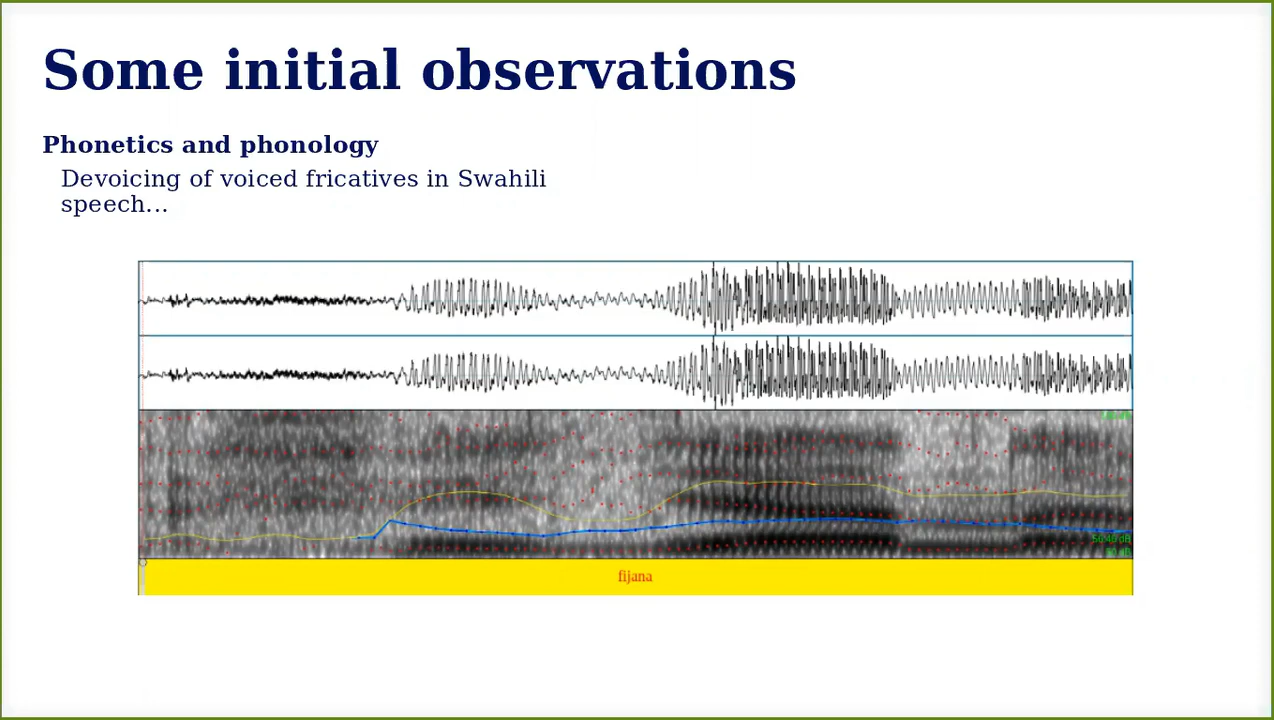 Some initial observations
Phonetics and phonology
Devoicing of voiced fricatives in Swahili
speech...
fijana